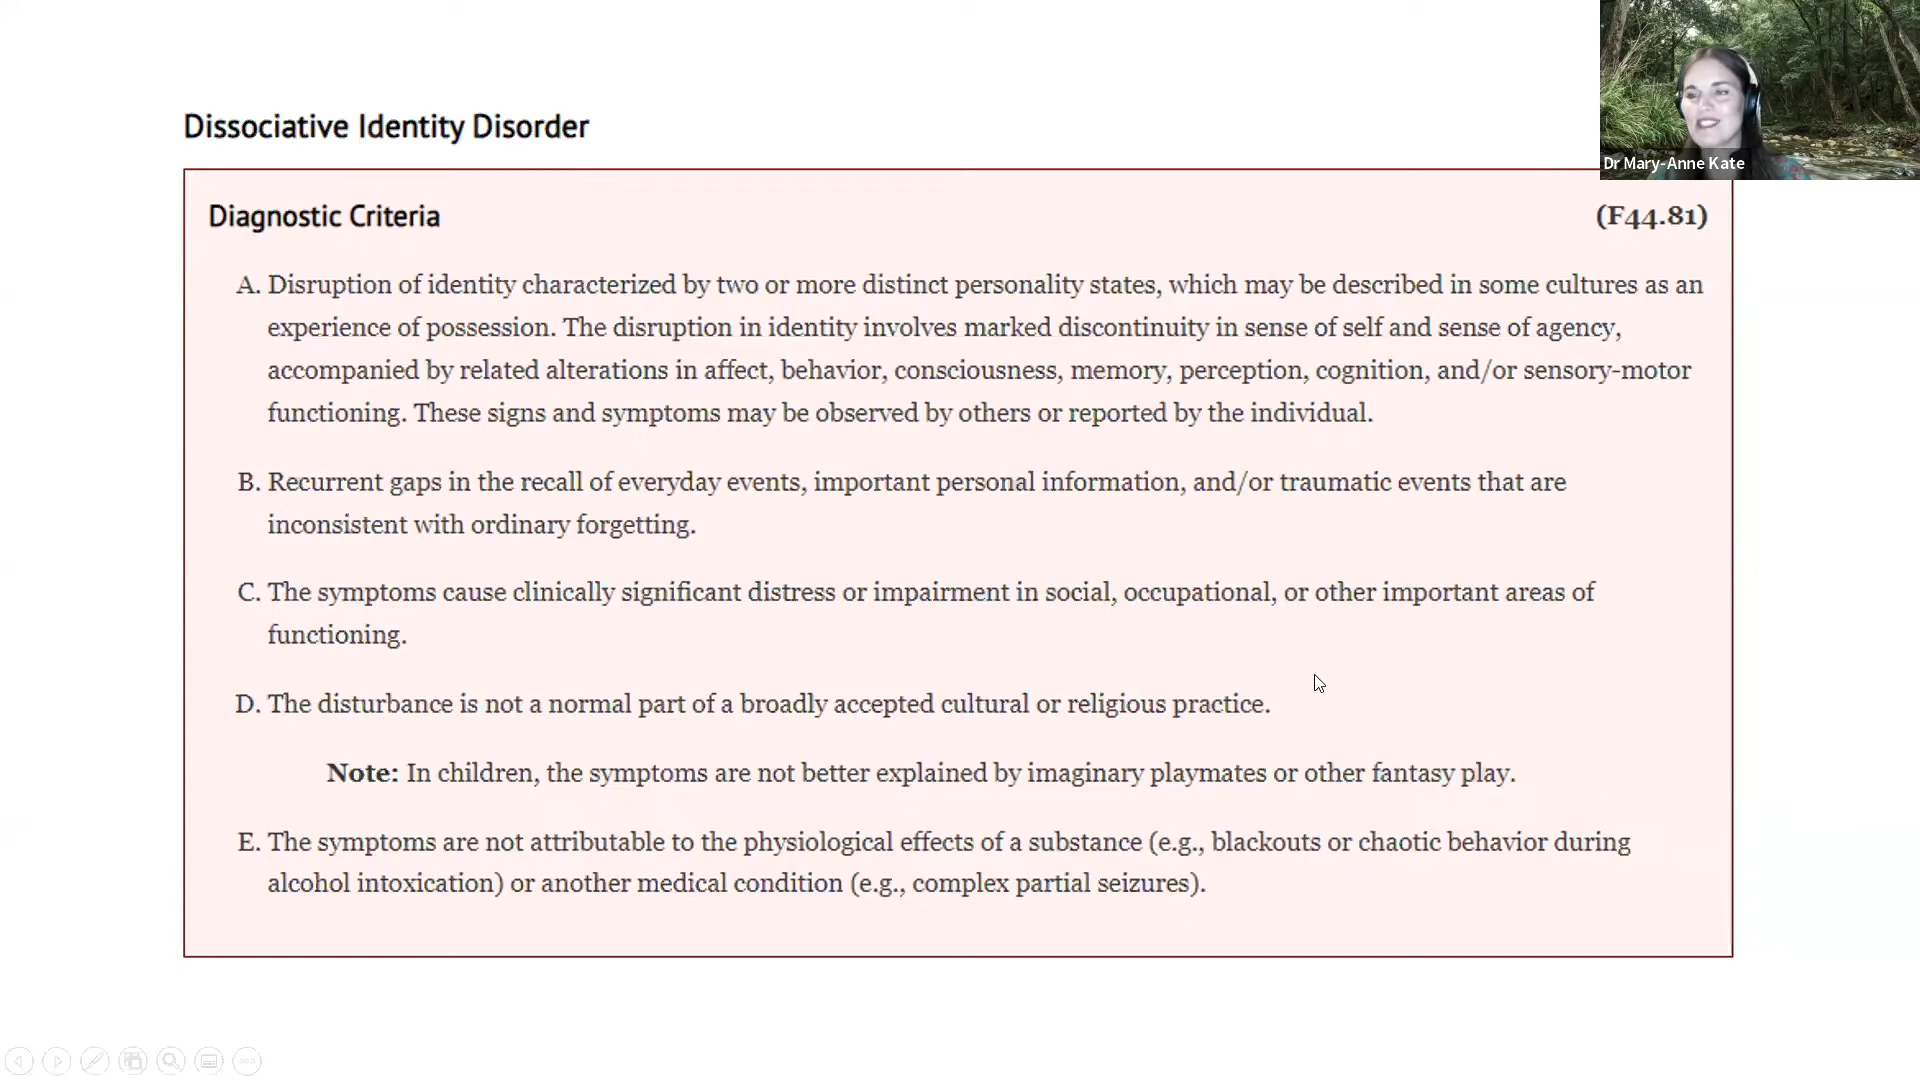 Dr Mary-Anne Kate
Dissociative Identity Disorder
Diagnostic Criteria (F44.81)
A. Disruption of identity characterized by two or more distinct personality states, which may be described in some cultures as an
experience of possession. The disruption in identity involves marked discontinuity in sense of self and sense of agency,
accompanied by related alterations in affect, behavior, consciousness, memory, perception, cognition, and/or sensory-motor
functioning. These signs and symptoms may be observed by others or reported by the individual.
B. Recurrent gaps in the recall of everyday events, important personal information, and/or traumatic events that are
inconsistent with ordinary forgetting.
C. The symptoms cause clinically significant distress or impairment in social, occupational, or other important areas of
functioning.
D. The disturbance is not a normal part of a broadly accepted cultural or religious practice.
Note: In children, the symptoms are not better explained by imaginary playmates or other fantasy play.
E. The symptoms are not attributable to the physiological effects of a substance (e.g., blackouts or chaotic behavior during
alcohol intoxication) or another medical condition (e.g., complex partial seizures).